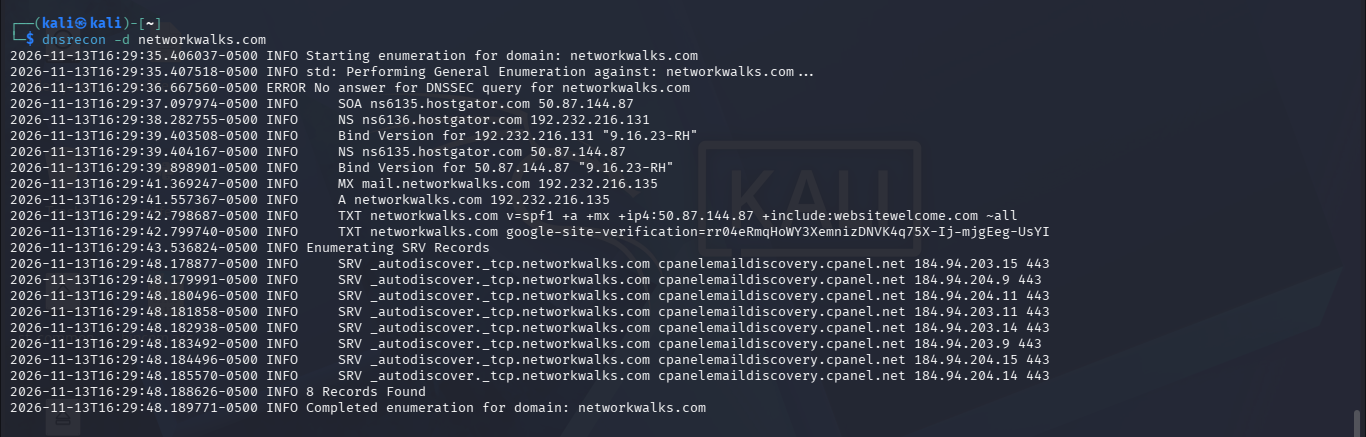 ┌──(kali㉿kali)-[~]
└─$ dnsrecon -d networkwalks.com
2026-11-13T16:29:35.406037-0500 INFO Starting enumeration for domain: networkwalks.com
2026-11-13T16:29:35.407518-0500 INFO std: Performing General Enumeration against: networkwalks.com...
2026-11-13T16:29:36.667560-0500 ERROR No answer for DNSSEC query for networkwalks.com
2026-11-13T16:29:37.097974-0500 INFO     SOA ns6135.hostgator.com 50.87.144.87
2026-11-13T16:29:38.282755-0500 INFO     NS ns6136.hostgator.com 192.232.216.131
2026-11-13T16:29:39.403508-0500 INFO     Bind Version for 192.232.216.131 "9.16.23-RH"
2026-11-13T16:29:39.404167-0500 INFO     NS ns6135.hostgator.com 50.87.144.87
2026-11-13T16:29:39.898901-0500 INFO     Bind Version for 50.87.144.87 "9.16.23-RH"
2026-11-13T16:29:41.369247-0500 INFO     MX mail.networkwalks.com 192.232.216.135
2026-11-13T16:29:41.557367-0500 INFO     A networkwalks.com 192.232.216.135
2026-11-13T16:29:42.798687-0500 INFO     TXT networkwalks.com v=spf1 +a +mx +ip4:50.87.144.87 +include:websitewelcome.com ~all
2026-11-13T16:29:42.799740-0500 INFO     TXT networkwalks.com google-site-verification=rr04eRmqHoWY3XemnizDNVK4q75X-Ij-mjgEeg-UsYI
2026-11-13T16:29:43.536824-0500 INFO Enumerating SRV Records
2026-11-13T16:29:48.178877-0500 INFO     SRV _autodiscover._tcp.networkwalks.com cpanelemaildiscovery.cpanel.net 184.94.203.15 443
2026-11-13T16:29:48.179991-0500 INFO     SRV _autodiscover._tcp.networkwalks.com cpanelemaildiscovery.cpanel.net 184.94.204.9 443
2026-11-13T16:29:48.180496-0500 INFO     SRV _autodiscover._tcp.networkwalks.com cpanelemaildiscovery.cpanel.net 184.94.204.11 443
2026-11-13T16:29:48.181858-0500 INFO     SRV _autodiscover._tcp.networkwalks.com cpanelemaildiscovery.cpanel.net 184.94.203.11 443
2026-11-13T16:29:48.182938-0500 INFO     SRV _autodiscover._tcp.networkwalks.com cpanelemaildiscovery.cpanel.net 184.94.203.14 443
2026-11-13T16:29:48.183492-0500 INFO     SRV _autodiscover._tcp.networkwalks.com cpanelemaildiscovery.cpanel.net 184.94.203.9 443
2026-11-13T16:29:48.184496-0500 INFO     SRV _autodiscover._tcp.networkwalks.com cpanelemaildiscovery.cpanel.net 184.94.204.15 443
2026-11-13T16:29:48.185570-0500 INFO     SRV _autodiscover._tcp.networkwalks.com cpanelemaildiscovery.cpanel.net 184.94.204.14 443
2026-11-13T16:29:48.188626-0500 INFO 8 Records Found
2026-11-13T16:29:48.189771-0500 INFO Completed enumeration for domain: networkwalks.com
KALI